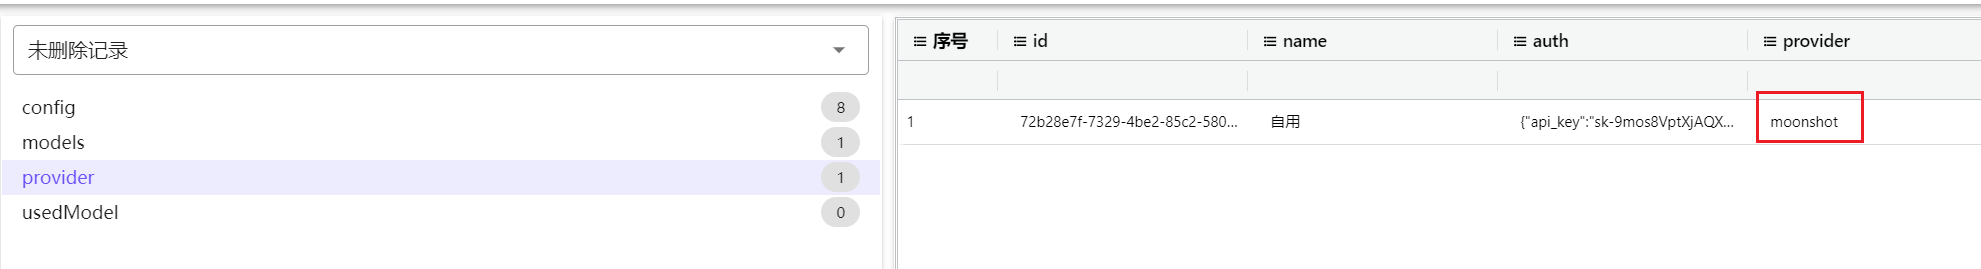 未删除记录
config 8
models 1
provider 1
usedModel 0
序号 id name auth provider
1 72b28e7f-7329-4be2-85c2-580... 自用 {"api_key":"sk-9mos8VptXjAQX... moonshot